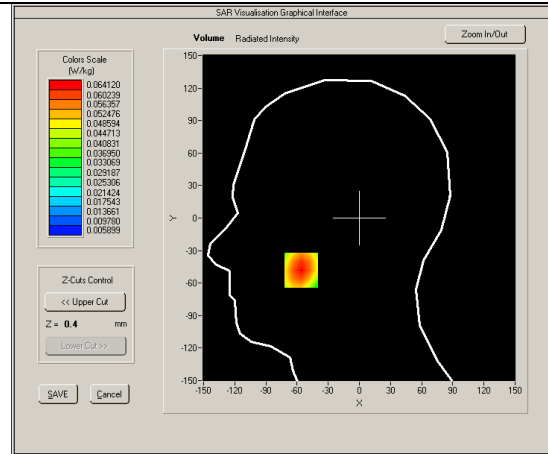 SAR Visualisation Graphical Interface
Volume Radiated Intensity
Zoom In/Out
Colors Scale
(W/kg)
0.064120
0.060239
0.056357
0.052476
0.048594
0.044713
0.040831
0.036950
0.033069
0.029187
0.025306
0.021424
0.017543
0.013661
0.009780
0.005899
Z-Cuts Control
<< Upper Cut
Z = 0.4 mm
Lower Cut >>
SAVE Cancel
150
120
90
60
30
0
-30
-60
-90
-120
-150
Y
-150 -120 -90 -60 -30 0 30 60 90 120 150
X